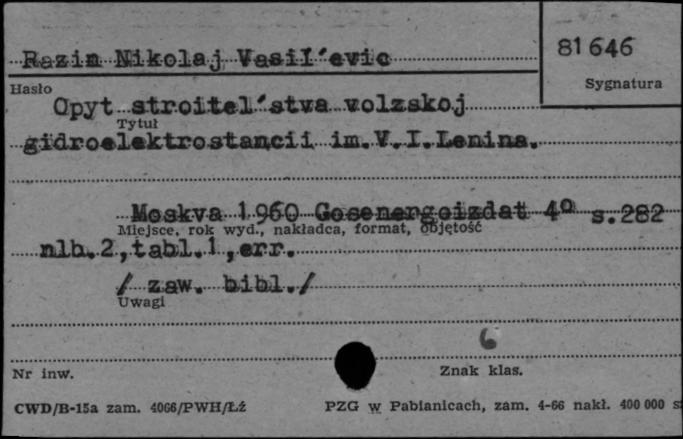 Razin Nikolaj Vasil'evic
81 646
Hasło
Sygnatura
Opyt stroitel'stva volzskoj
Tytuł
gidroelektrostancii im.V.I.Lenina.
Moskva 1960 Gosenergoizdat 4° s.282
Miejsce, rok wyd., nakładca, format, objętość
nlb.2,tabl.1,err.
/ zaw. bibl./
Uwagi
6
Nr inw.
Znak klas.
CWD/B-15a zam. 4066/PWH/Łź
PZG w Pabianicach, zam. 4-66 nakł. 400 000 s